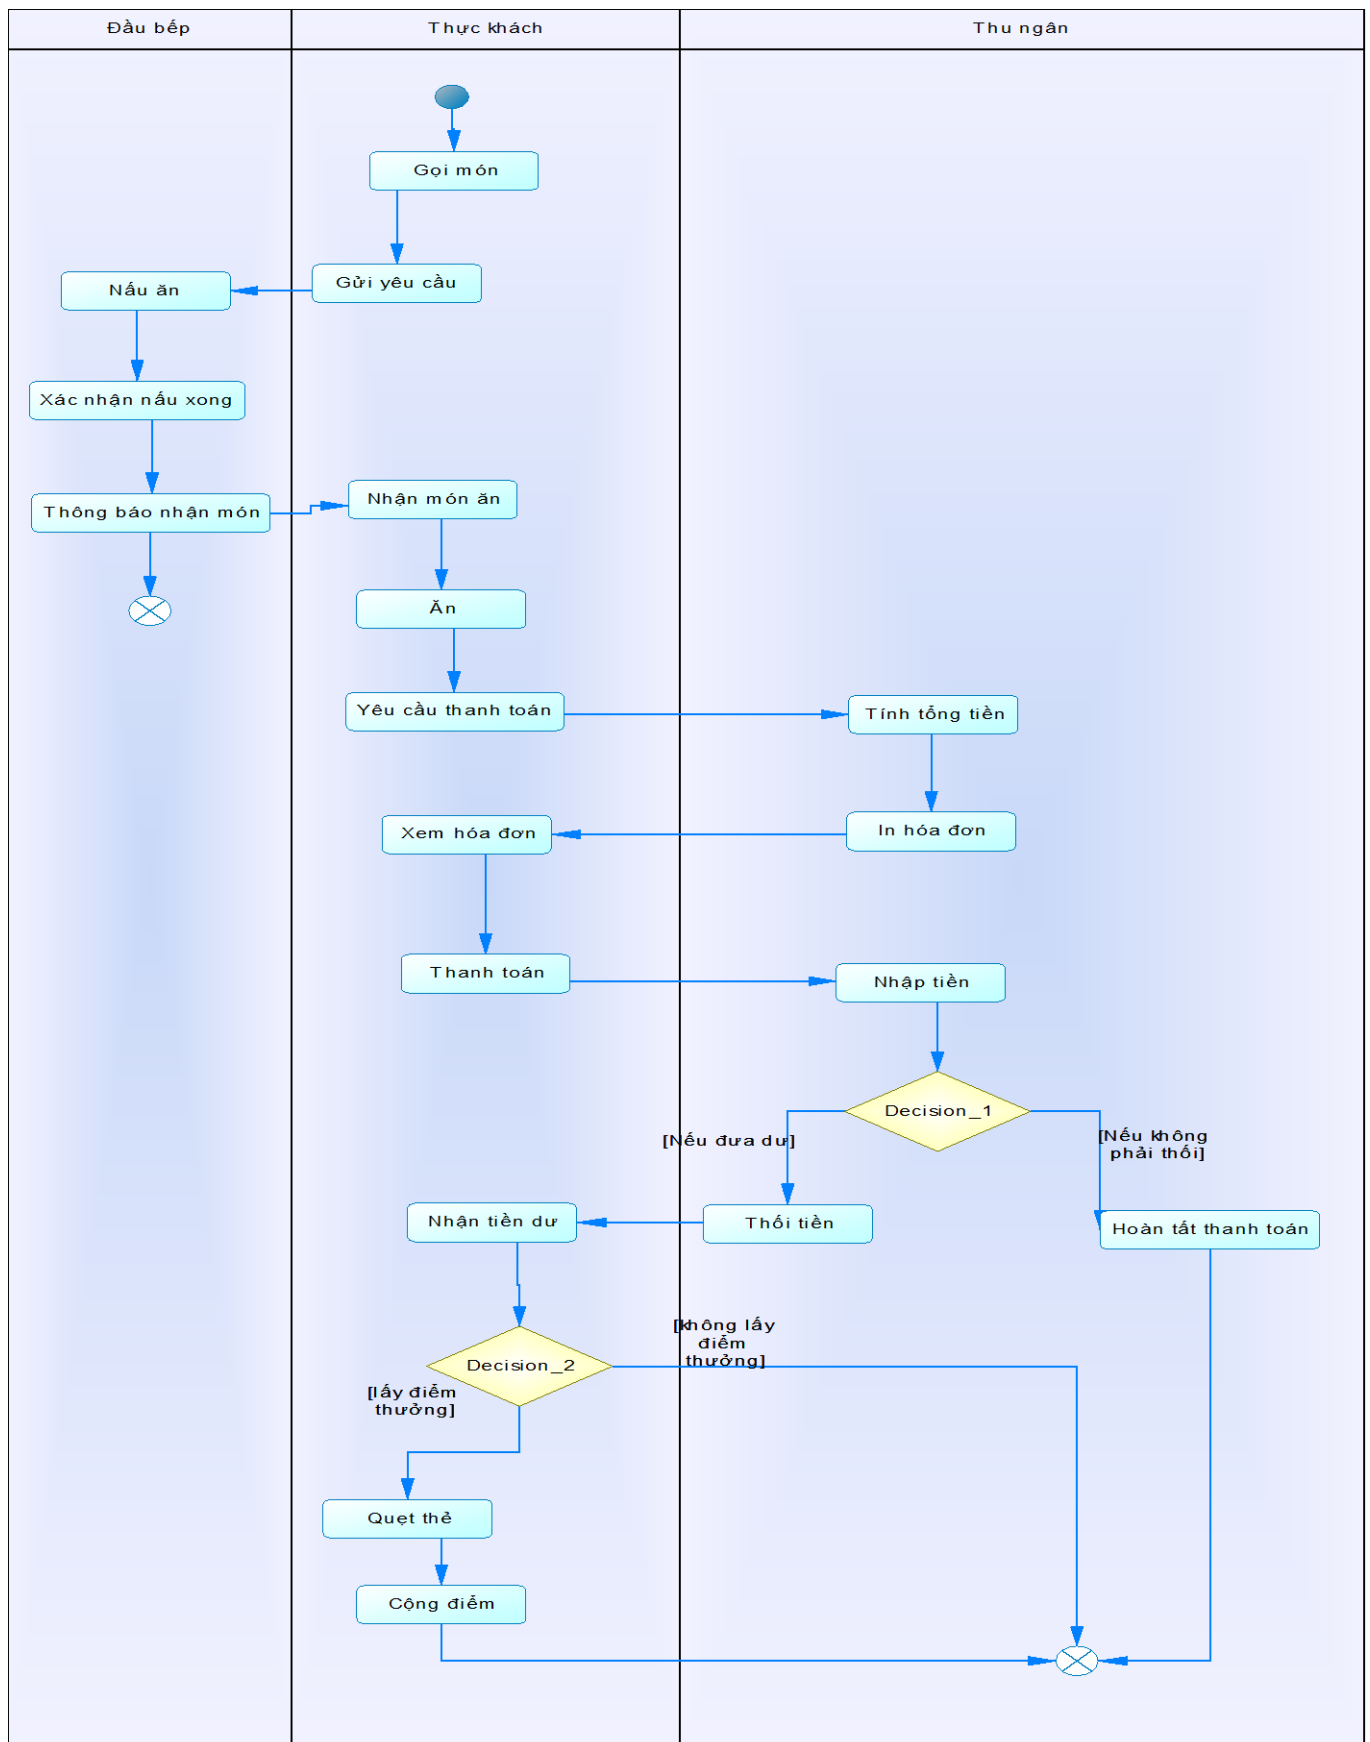 Đầu bếp
Thực khách
Thu ngân
Gọi món
Gửi yêu cầu
Nấu ăn
Xác nhận nấu xong
Thông báo nhận món
Nhận món ăn
Ăn
Yêu cầu thanh toán
Tính tổng tiền
In hóa đơn
Xem hóa đơn
Thanh toán
Nhập tiền
Decision_1
[Nếu đưa dư]
[Nếu không
phải thối]
Nhận tiền dư
Thối tiền
Hoàn tất thanh toán
[không lấy
điểm
thưởng]
Decision_2
[lấy điểm
thưởng]
Quẹt thẻ
Cộng điểm